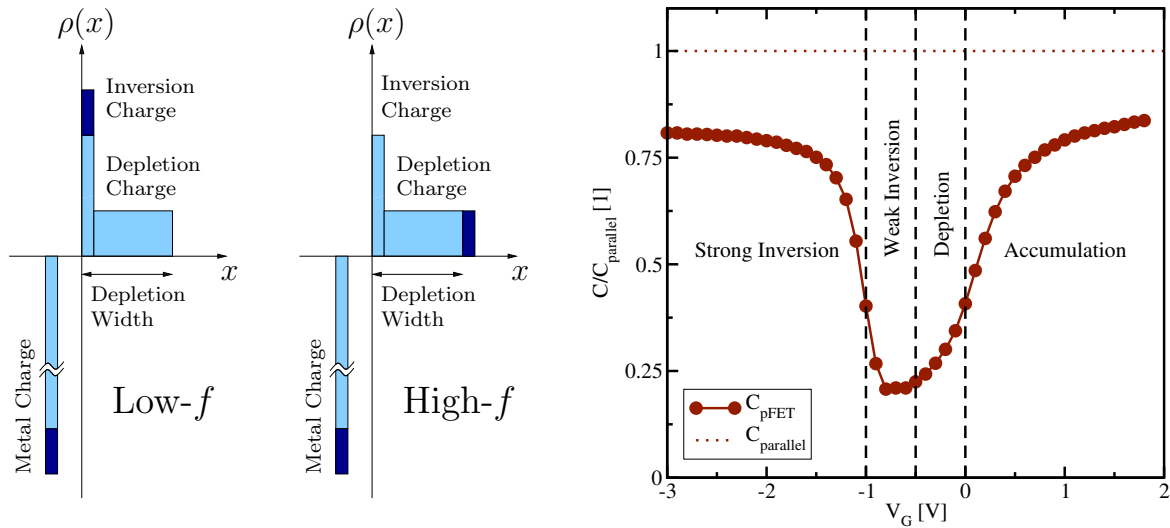 ρ(x)
Inversion
Charge
Depletion
Charge
x
Depletion
Width
Metal Charge
Low-f
ρ(x)
Inversion
Charge
Depletion
Charge
x
Depletion
Width
Metal Charge
High-f
C/C_parallel [1]
1
0.75
0.5
0.25
0
Strong Inversion
Weak Inversion
Depletion
Accumulation
C_pFET
C_parallel
-3
-2
-1
0
1
2
V_G [V]